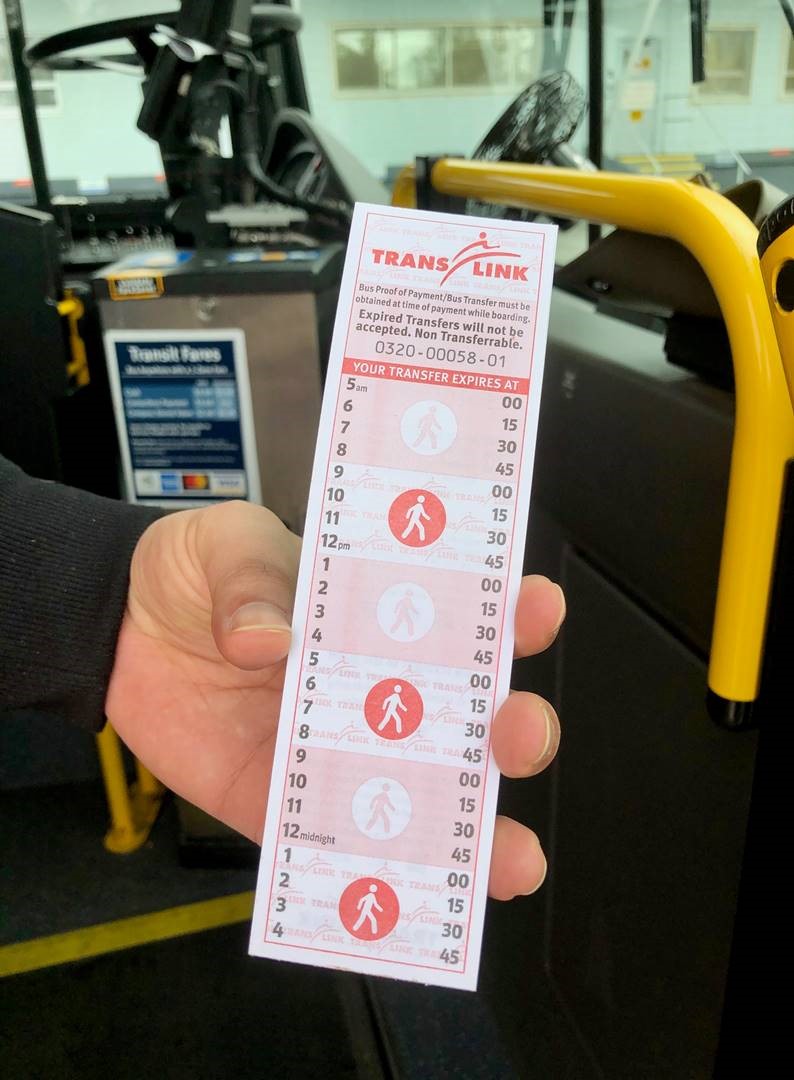 TRANS LINK
Bus Proof of Payment/Bus Transfer must be
obtained at time of payment while boarding.
Expired Transfers will not be
accepted. Non Transferrable.
0320-00058-01
YOUR TRANSFER EXPIRES AT
5am 00
6 15
7 30
8 45
9 00
10 15
11 30
12pm 45
1 00
2 15
3 30
4 45
5 00
6 15
7 30
8 45
9 00
10 15
11 30
12midnight 45
1 00
2 15
3 30
4 45
Transit Fares
VISA